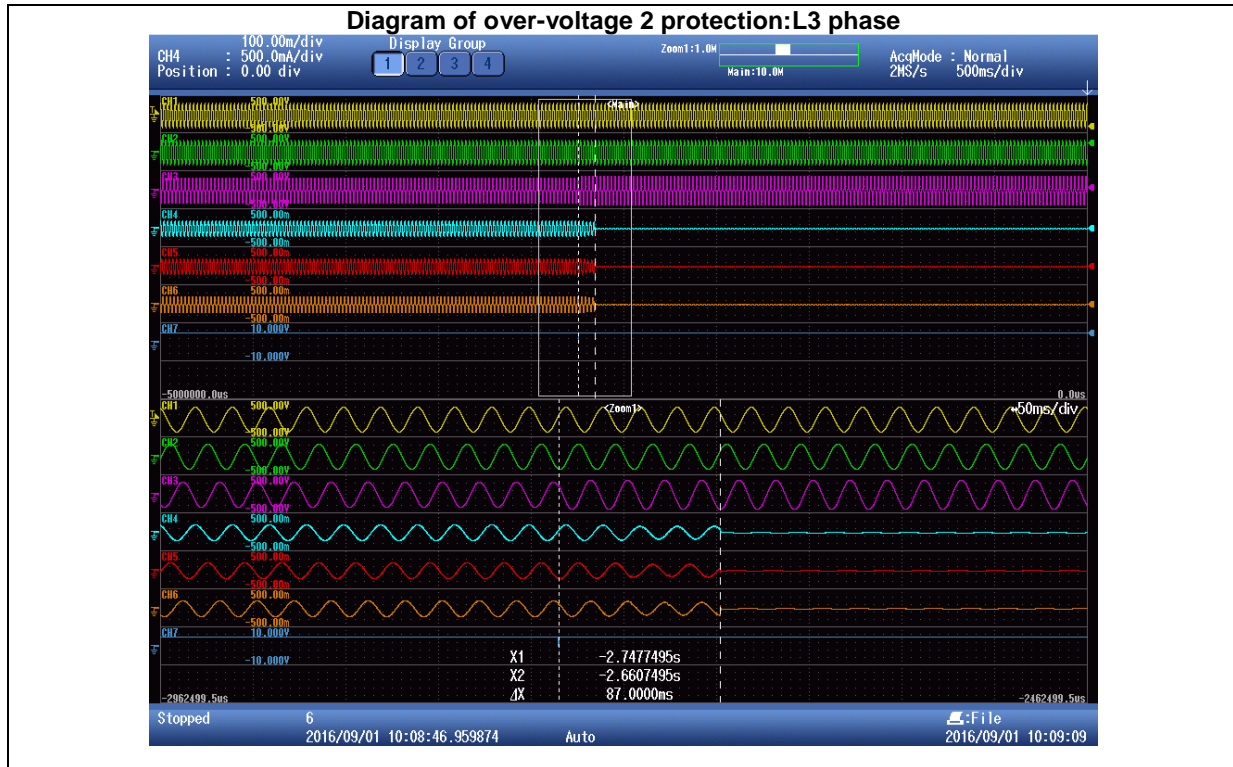 Diagram of over-voltage 2 protection:L3 phase
100.00m/div
CH4 : 500.0mA/div
Position : 0.00 div
Display Group
1 2 3 4
Zoom1:1.0M
Main:10.0M
AcqMode : Normal
2MS/s 500ms/div
<Main>
CH1 500.00V
-500.00V
CH2 500.00V
-500.00V
CH3 500.00V
-500.00V
CH4 500.00m
-500.00m
CH5 500.00m
-500.00m
CH6 500.00m
-500.00m
CH7 10.000V
-10.000V
-5000000.0us 0.0us
<Zoom1>
50ms/div
CH1 500.00V
-500.00V
CH2 500.00V
-500.00V
CH3 500.00V
-500.00V
CH4 500.00m
-500.00m
CH5 500.00m
-500.00m
CH6 500.00m
-500.00m
CH7 10.000V
-10.000V
X1 -2.7477495s
X2 -2.6607495s
ΔX 87.0000ms
-2962499.5us -2462499.5us
Stopped 6 :File
2016/09/01 10:08:46.959874 Auto 2016/09/01 10:09:09